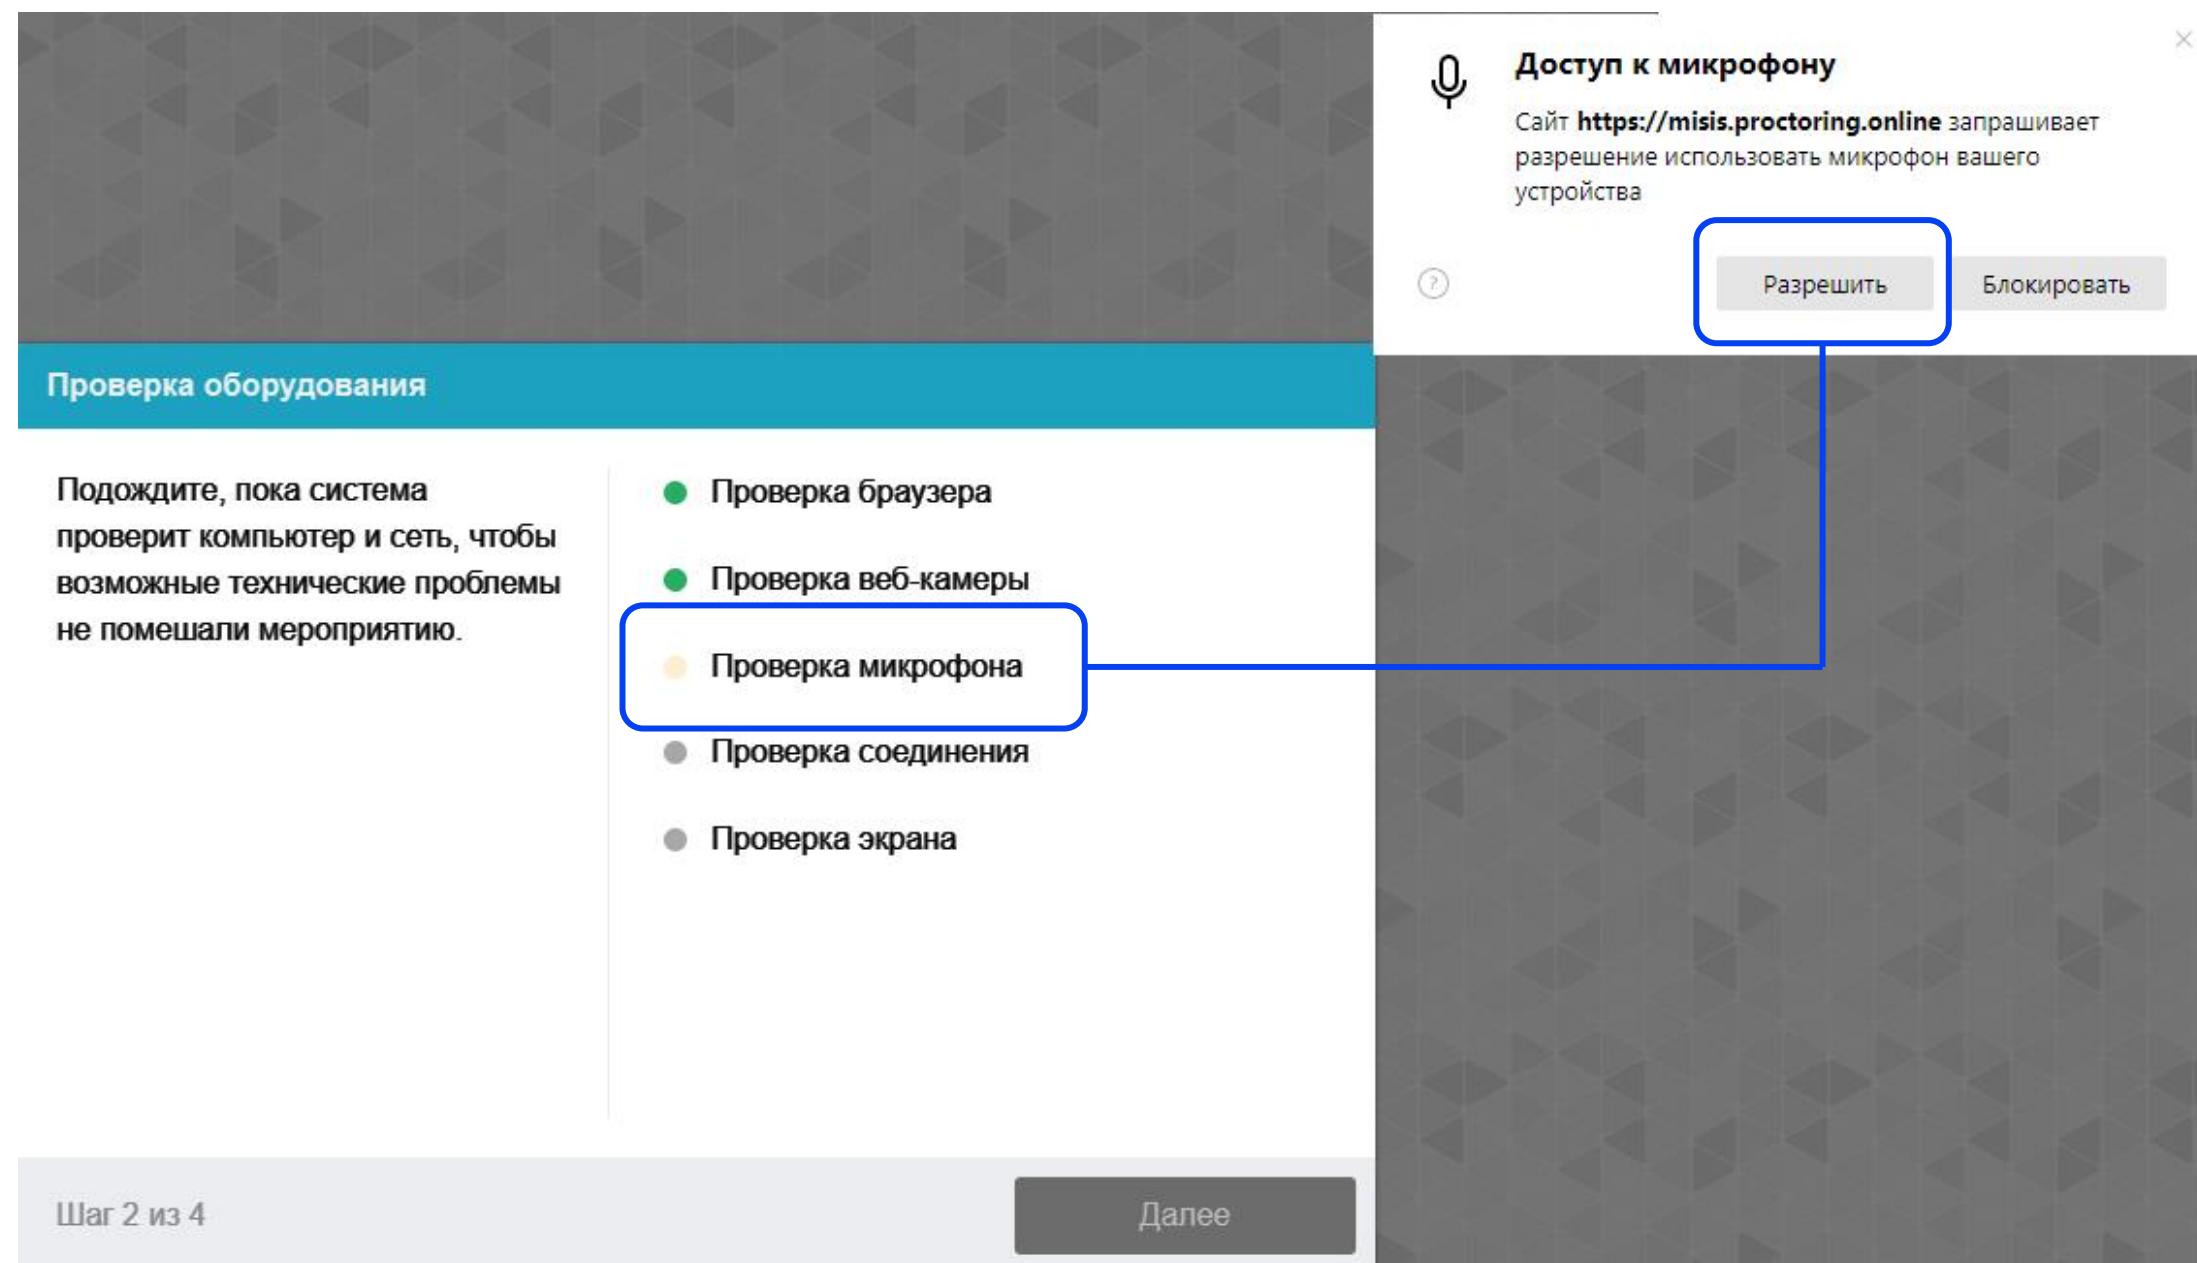 Доступ к микрофону
Сайт https://misis.proctoring.online запрашивает
разрешение использовать микрофон вашего
устройства
Разрешить
Блокировать
Проверка оборудования
Подождите, пока система
проверит компьютер и сеть, чтобы
возможные технические проблемы
не помешали мероприятию.
Проверка браузера
Проверка веб-камеры
Проверка микрофона
Проверка соединения
Проверка экрана
Шаг 2 из 4
Далее